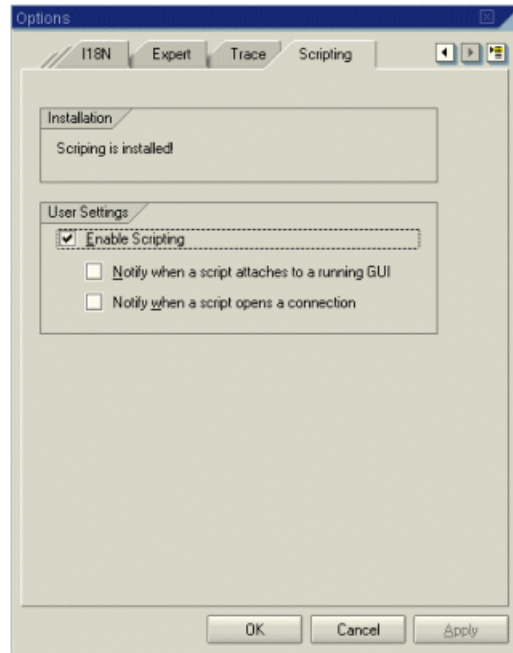 Options
I18N Expert Trace Scripting
Installation
Scriping is installed!
User Settings
Enable Scripting
Notify when a script attaches to a running GUI
Notify when a script opens a connection
OK Cancel Apply